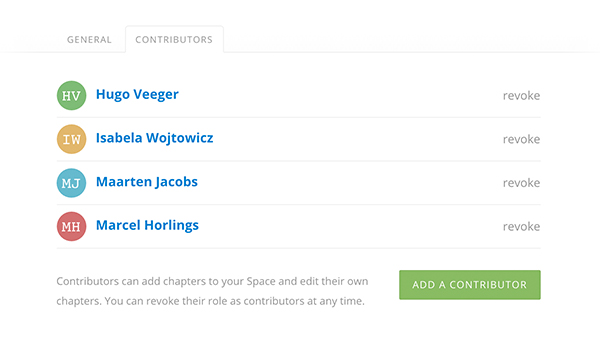 GENERAL CONTRIBUTORS
HV Hugo Veeger revoke
IW Isabela Wojtowicz revoke
MJ Maarten Jacobs revoke
MH Marcel Horlings revoke
Contributors can add chapters to your Space and edit their own
chapters. You can revoke their role as contributors at any time.
ADD A CONTRIBUTOR